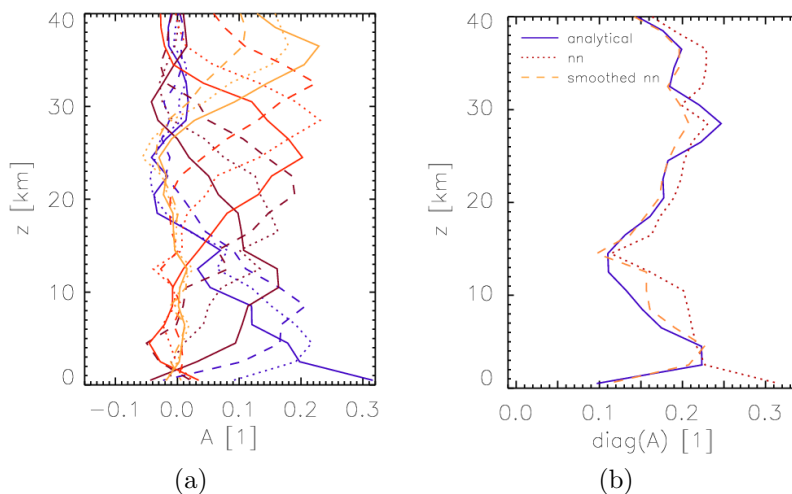 40
30
20
10
0
z [km]
−0.1 0.0 0.1 0.2 0.3
A [1]
(a)
40
30
20
10
0
z [km]
analytical
nn
smoothed nn
0.0 0.1 0.2 0.3
diag(A) [1]
(b)